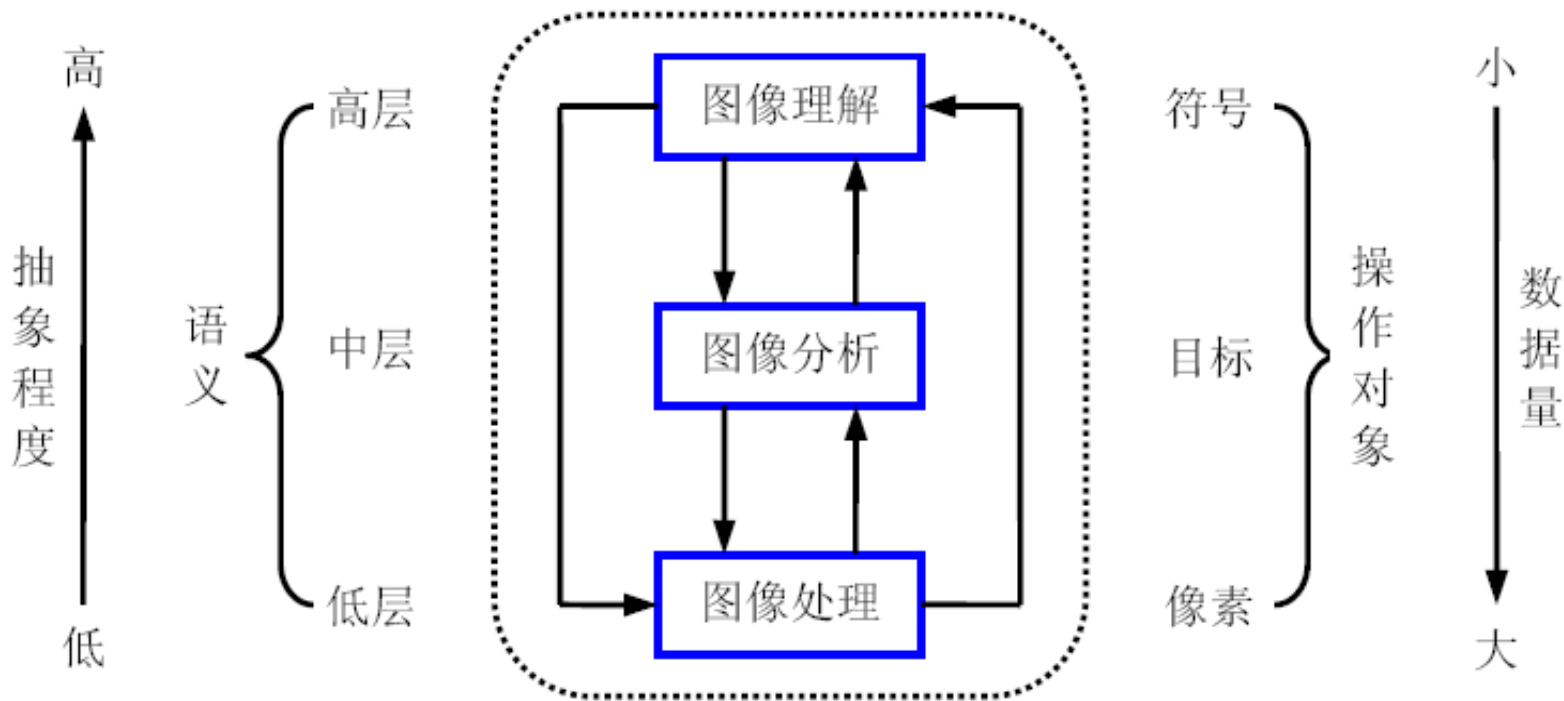 高
小
高层
图像理解
符号
抽象程度
语义
中层
图像分析
目标
操作对象
数据量
低层
图像处理
像素
低
大